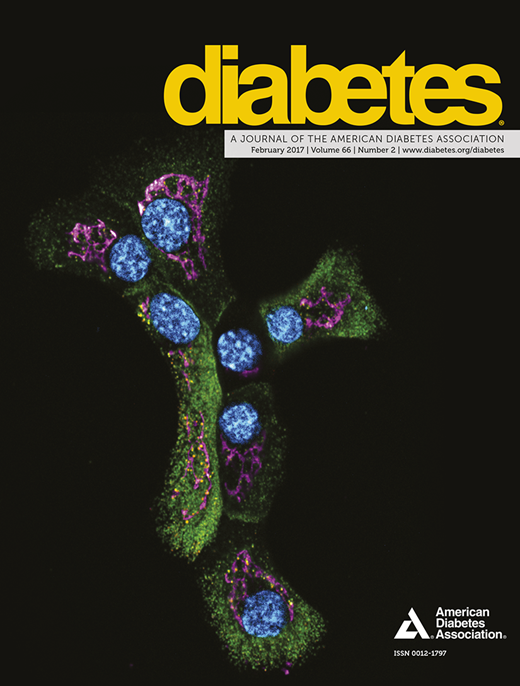 diabetes®
A JOURNAL OF THE AMERICAN DIABETES ASSOCIATION
February 2017 | Volume 66 | Number 2 | www.diabetes.org/diabetes
American
Diabetes
Association®
ISSN 0012-1797